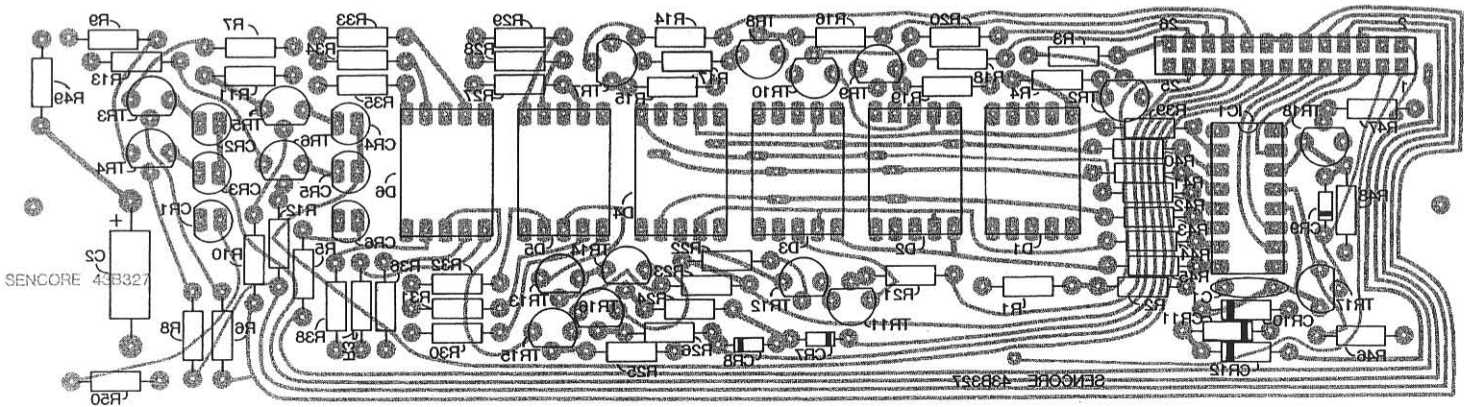 R9
R7
R33
R29
R14
TR8
R16
R20
R3
26
2
R34
R28
R13
R17
R18
R49
R11
R35
R27
TR7
R15
TR10
TR9
R19
R4
TR2
25
1
TR3
TR5
CR2
TR6
CR4
R39
IC1
TR18
R47
R40
TR4
CR3
CR5
D6
R41
R48
CR1
R12
R42
CR9
C2
+
R10
R5
CR6
D5
TR14
D4
R22
D3
D2
D1
R43
R44
R45
SENCORE 43B327
R36
R32
TR13
R23
TR12
R21
R1
R2
C1
TR17
R8
R6
R38
R37
R31
R30
TR16
R24
TR11
CR11
CR10
TR15
R26
CR8
CR7
R46
R50
R25
CR12
SENCORE 43B327